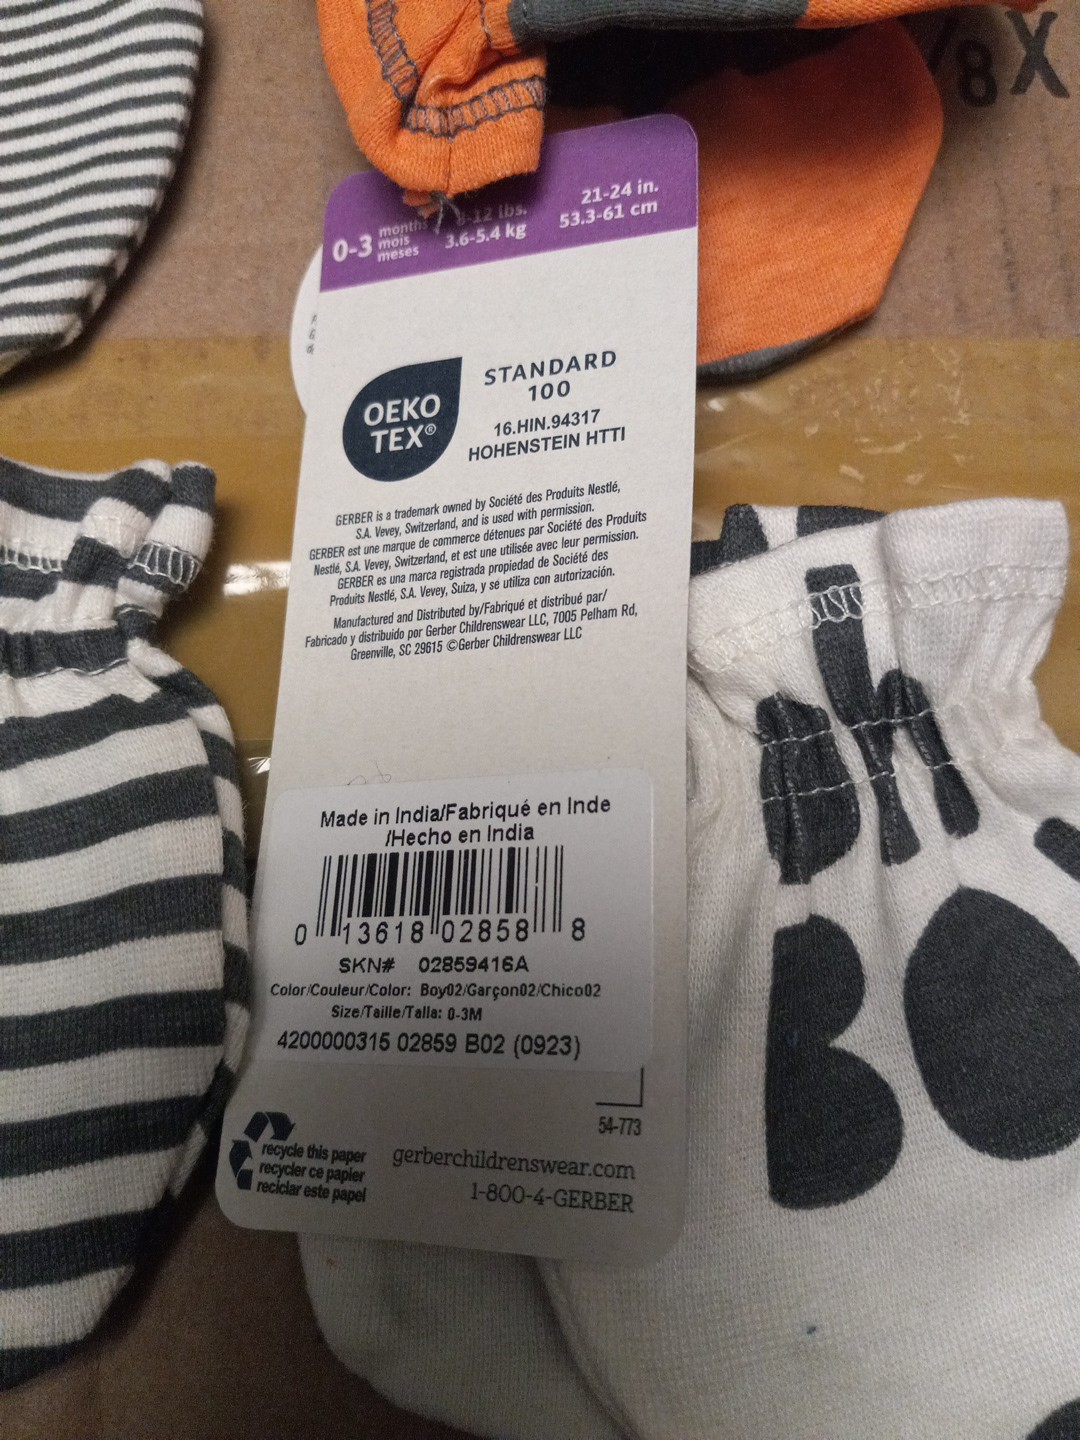 8X
0-3 months
mois
meses
8-12 lbs.
3.6-5.4 kg
21-24 in.
53.3-61 cm
OEKO
TEX®
STANDARD
100
16.HIN.94317
HOHENSTEIN HTTI
GERBER is a trademark owned by Société des Produits Nestlé,
S.A. Vevey, Switzerland, and is used with permission.
GERBER est une marque de commerce détenues par Société des Produits
Nestlé, S.A. Vevey, Switzerland, et est une utilisée avec leur permission.
GERBER es una marca registrada propiedad de Société des
Produits Nestlé, S.A. Vevey, Suiza, y se utiliza con autorización.
Manufactured and Distributed by/Fabriqué et distribué par/
Fabricado y distribuido por Gerber Childrenswear LLC, 7005 Pelham Rd,
Greenville, SC 29615 ©Gerber Childrenswear LLC
Made in India/Fabriqué en Inde
/Hecho en India
0 13618 02858 8
SKN# 02859416A
Color/Couleur/Color: Boy02/Garçon02/Chico02
Size/Taille/Talla: 0-3M
4200000315 02859 B02 (0923)
54-773
recycle this paper
recycler ce papier
reciclar este papel
gerberchildrenswear.com
1-800-4-GERBER
BO